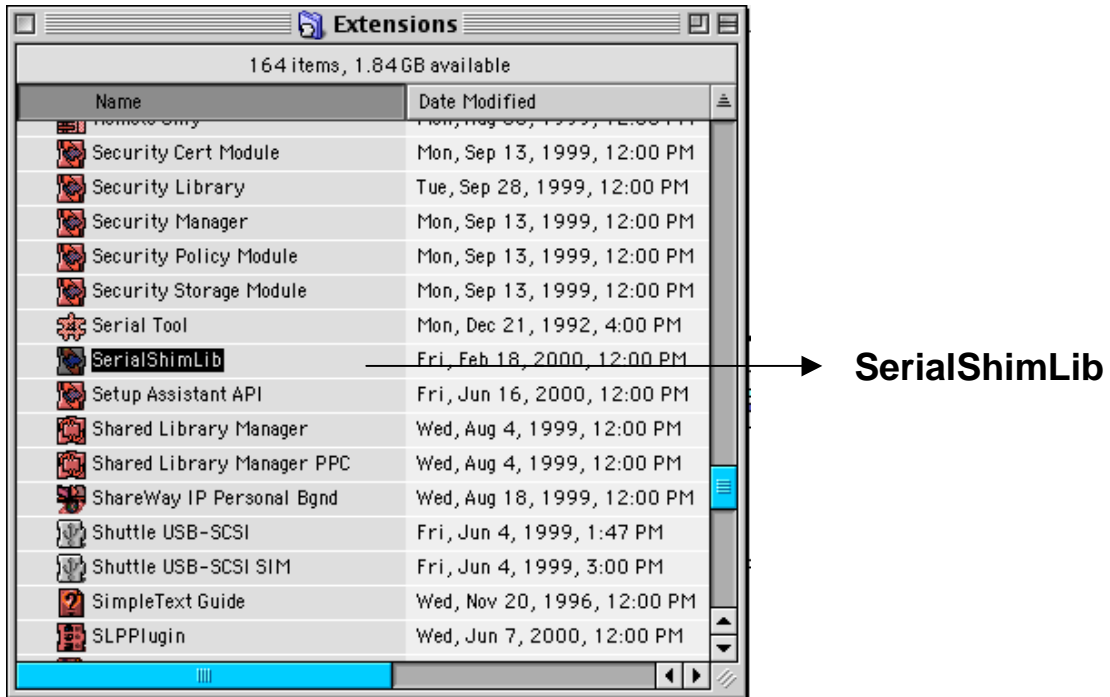 Extensions
164 items, 1.84 GB available
Name Date Modified
Security Cert Module Mon, Sep 13, 1999, 12:00 PM
Security Library Tue, Sep 28, 1999, 12:00 PM
Security Manager Mon, Sep 13, 1999, 12:00 PM
Security Policy Module Mon, Sep 13, 1999, 12:00 PM
Security Storage Module Mon, Sep 13, 1999, 12:00 PM
Serial Tool Mon, Dec 21, 1992, 4:00 PM
SerialShimLib Fri, Feb 18, 2000, 12:00 PM SerialShimLib
Setup Assistant API Fri, Jun 16, 2000, 12:00 PM
Shared Library Manager Wed, Aug 4, 1999, 12:00 PM
Shared Library Manager PPC Wed, Aug 4, 1999, 12:00 PM
ShareWay IP Personal Bgnd Wed, Aug 18, 1999, 12:00 PM
Shuttle USB-SCSI Fri, Jun 4, 1999, 1:47 PM
Shuttle USB-SCSI SIM Fri, Jun 4, 1999, 3:00 PM
SimpleText Guide Wed, Nov 20, 1996, 12:00 PM
SLPPlugin Wed, Jun 7, 2000, 12:00 PM